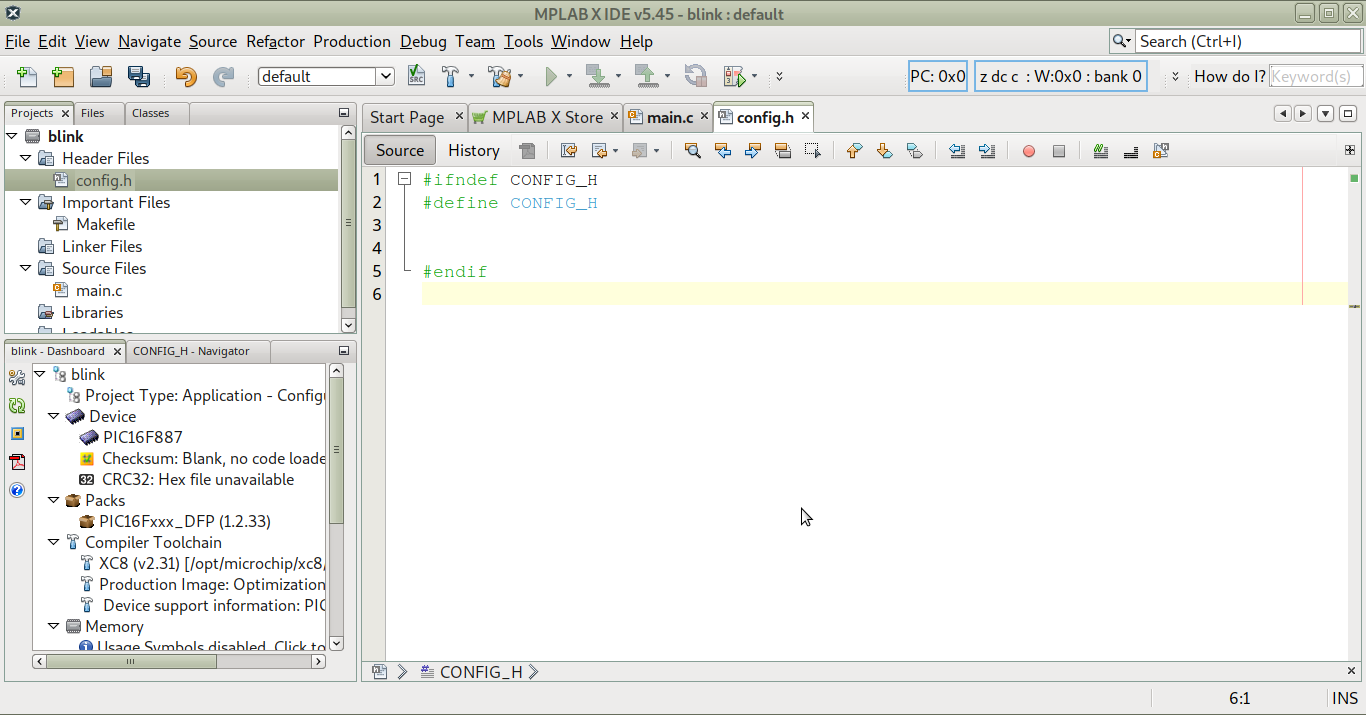 MPLAB X IDE v5.45 - blink : default
File Edit View Navigate Source Refactor Production Debug Team Tools Window Help
Search (Ctrl+I)
default
PC: 0x0
z dc c : W:0x0 : bank 0
How do I?
Keyword(s)
Projects
Files
Classes
blink
Header Files
config.h
Important Files
Makefile
Linker Files
Source Files
main.c
Libraries
blink - Dashboard
CONFIG_H - Navigator
blink
Project Type: Application - Configu
Device
PIC16F887
Checksum: Blank, no code loade
32 CRC32: Hex file unavailable
Packs
PIC16Fxxx_DFP (1.2.33)
Compiler Toolchain
XC8 (v2.31) [/opt/microchip/xc8/
Production Image: Optimization
Device support information: PIC
Memory
Usage Symbols disabled. Click to
Start Page
MPLAB X Store
main.c
config.h
Source
History
1 #ifndef CONFIG_H
2 #define CONFIG_H
3
4
5 #endif
6
CONFIG_H
6:1
INS